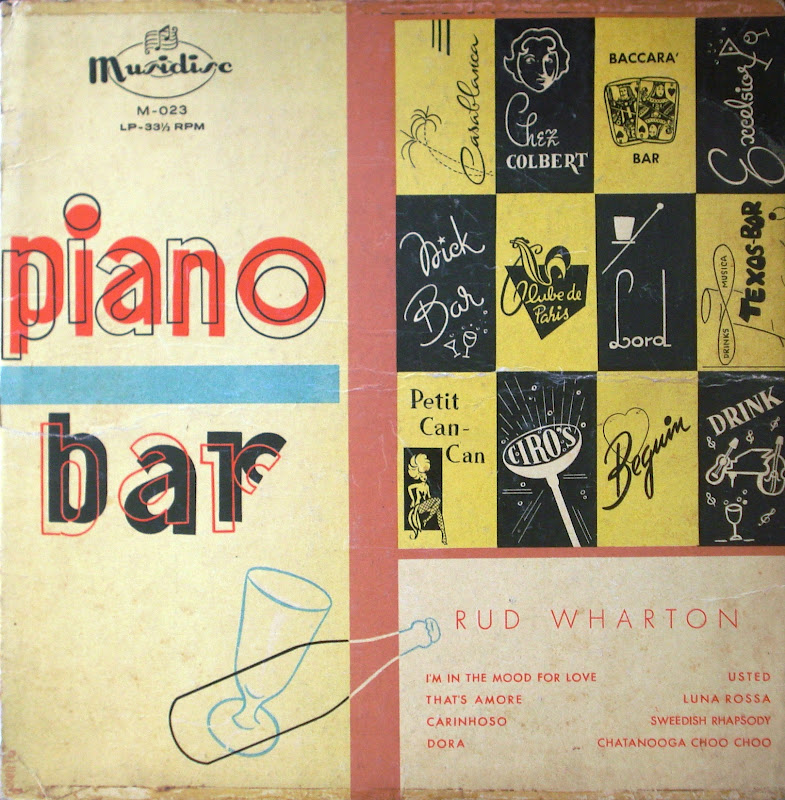 Musidisc
M-023
LP-33⅓ RPM
piano
bar
Casablanca
Chez
COLBERT
BACCARA'
BAR
Excelsior
Dick
Bar
Clube de
Paris
Lord
DRINKS MUSICA
TEXOS-BAR
Petit
Can-
Can
CIRO'S
Beguin
DRINK
RUD WHARTON
I'M IN THE MOOD FOR LOVE
THAT'S AMORE
CARINHOSO
DORA
USTED
LUNA ROSSA
SWEEDISH RHAPSODY
CHATANOOGA CHOO CHOO